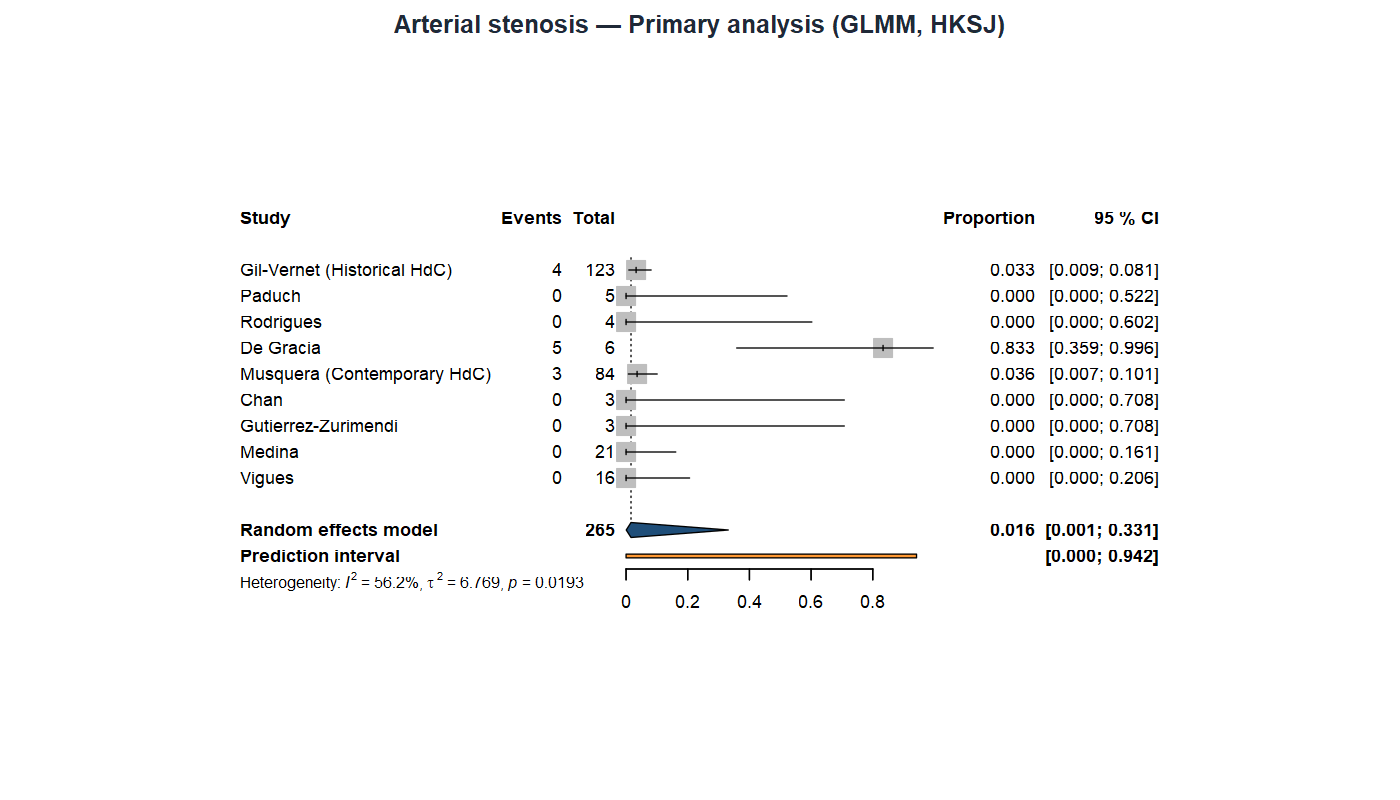 Arterial stenosis — Primary analysis (GLMM, HKSJ)
Study Events Total Proportion 95 % CI
Gil-Vernet (Historical HdC) 4 123 0.033 [0.009; 0.081]
Paduch 0 5 0.000 [0.000; 0.522]
Rodrigues 0 4 0.000 [0.000; 0.602]
De Gracia 5 6 0.833 [0.359; 0.996]
Musquera (Contemporary HdC) 3 84 0.036 [0.007; 0.101]
Chan 0 3 0.000 [0.000; 0.708]
Gutierrez-Zurimendi 0 3 0.000 [0.000; 0.708]
Medina 0 21 0.000 [0.000; 0.161]
Vigues 0 16 0.000 [0.000; 0.206]
Random effects model 265 0.016 [0.001; 0.331]
Prediction interval [0.000; 0.942]
Heterogeneity: I² = 56.2%, τ² = 6.769, p = 0.0193
0 0.2 0.4 0.6 0.8